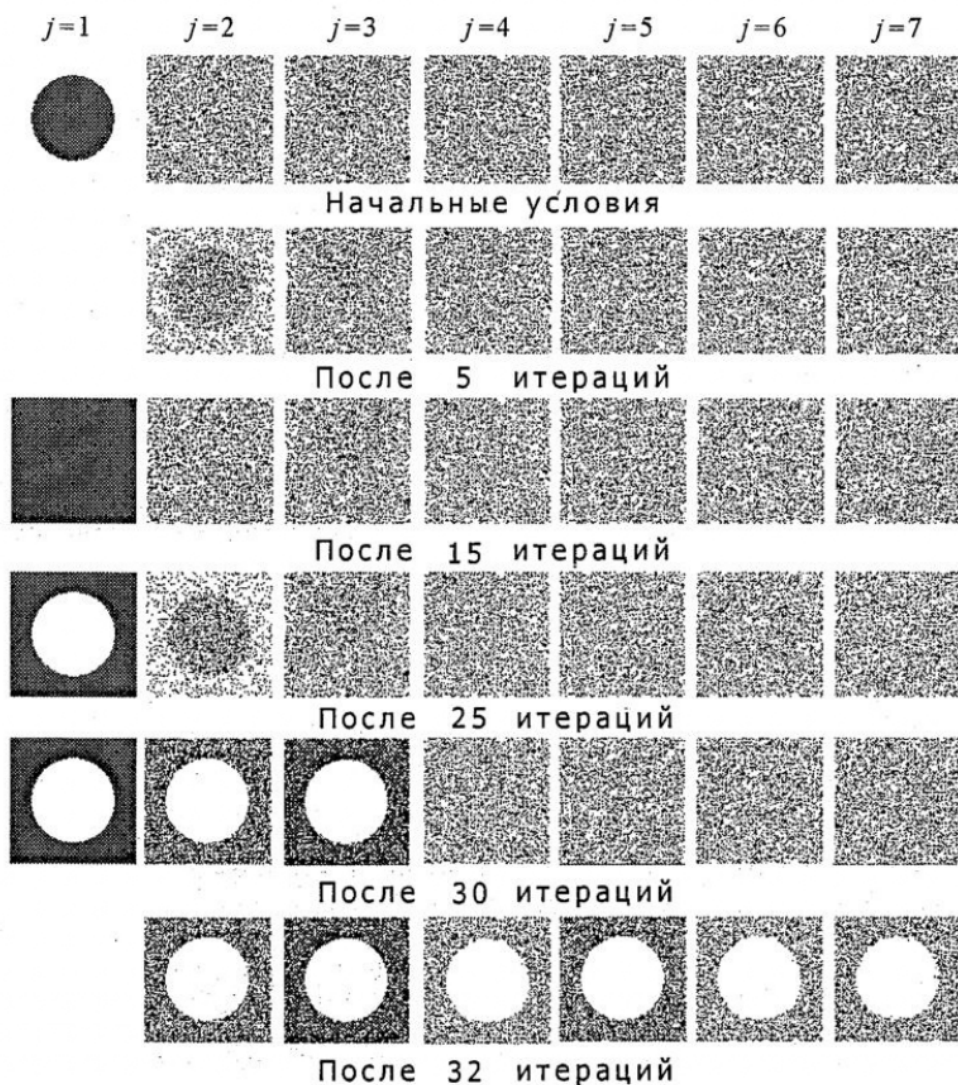 j=1 j=2 j=3 j=4 j=5 j=6 j=7
Начальные условия
После 5 итераций
После 15 итераций
После 25 итераций
После 30 итераций
После 32 итераций